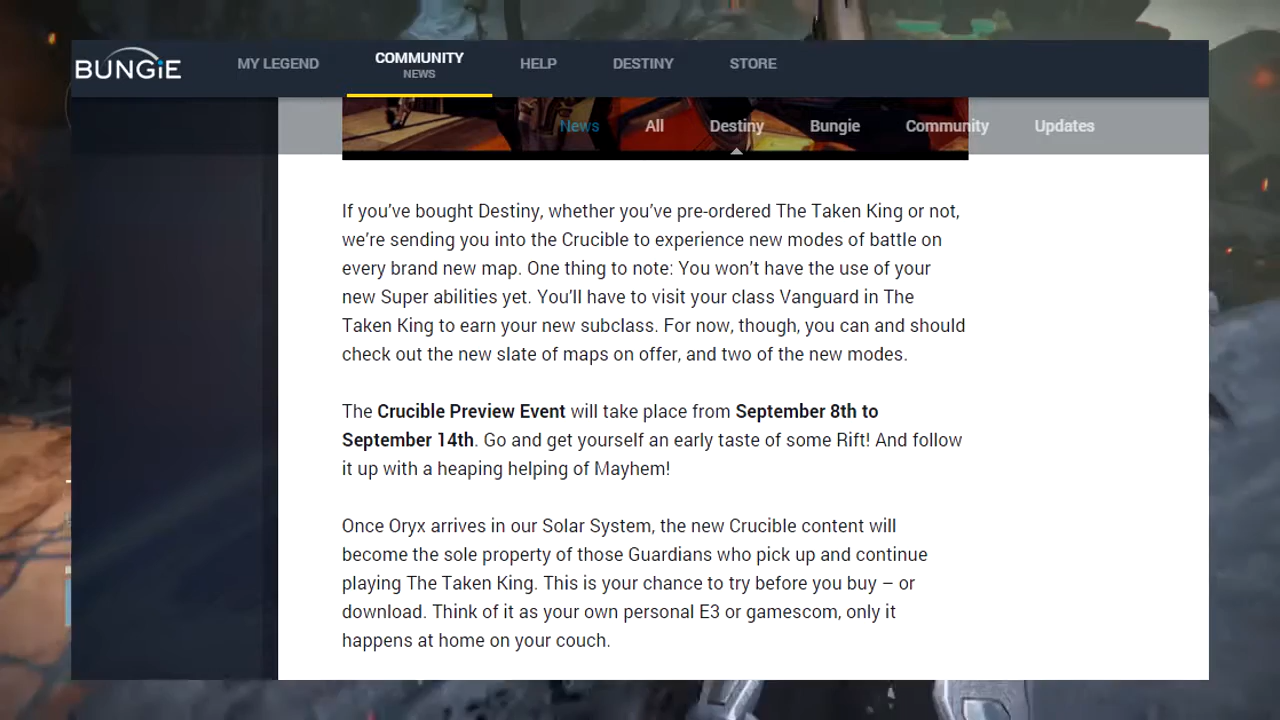 BUNGiE
MY LEGEND
COMMUNITY
NEWS
HELP
DESTINY
STORE
News
All
Destiny
Bungie
Community
Updates
If you’ve bought Destiny, whether you’ve pre-ordered The Taken King or not,
we’re sending you into the Crucible to experience new modes of battle on
every brand new map. One thing to note: You won’t have the use of your
new Super abilities yet. You’ll have to visit your class Vanguard in The
Taken King to earn your new subclass. For now, though, you can and should
check out the new slate of maps on offer, and two of the new modes.
The Crucible Preview Event will take place from September 8th to
September 14th. Go and get yourself an early taste of some Rift! And follow
it up with a heaping helping of Mayhem!
Once Oryx arrives in our Solar System, the new Crucible content will
become the sole property of those Guardians who pick up and continue
playing The Taken King. This is your chance to try before you buy – or
download. Think of it as your own personal E3 or gamescom, only it
happens at home on your couch.